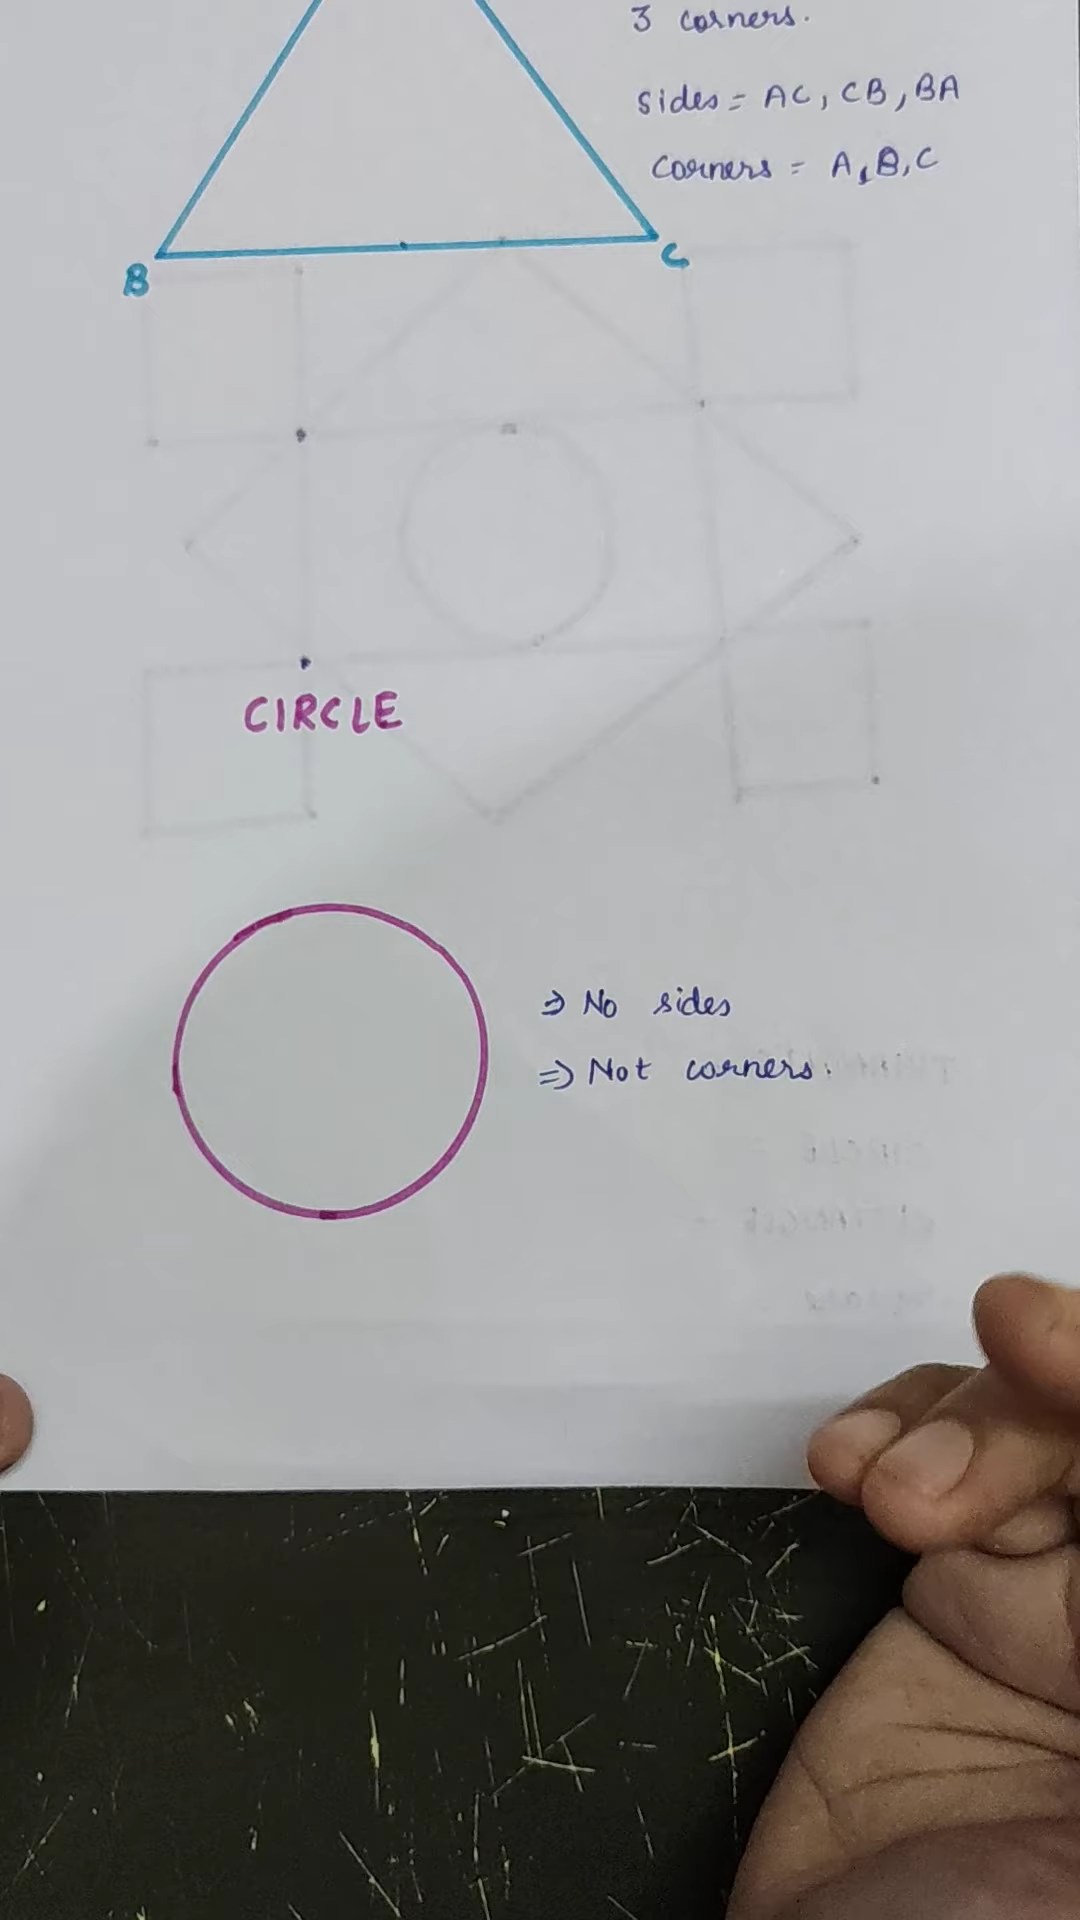 3 corners.
sides = AC, CB, BA
corners = A, B, C
B
C
CIRCLE
⇒ No sides
⇒ Not corners.